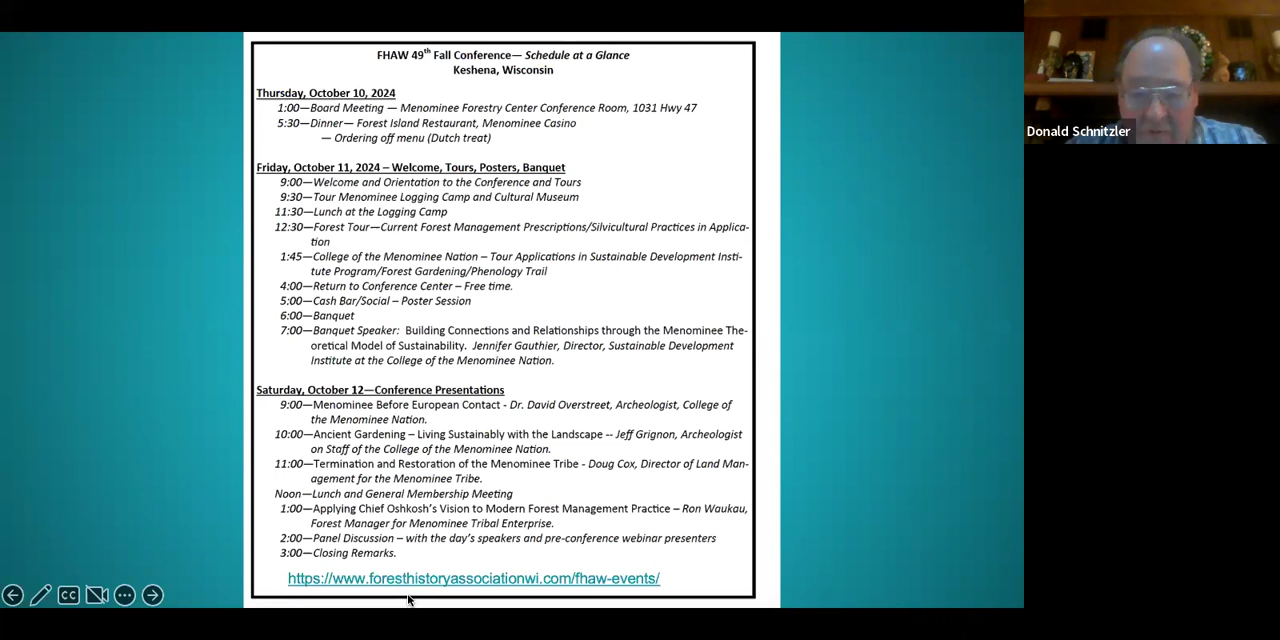 FHAW 49th Fall Conference— Schedule at a Glance
Keshena, Wisconsin
Thursday, October 10, 2024
1:00—Board Meeting — Menominee Forestry Center Conference Room, 1031 Hwy 47
5:30—Dinner— Forest Island Restaurant, Menominee Casino
— Ordering off menu (Dutch treat)
Friday, October 11, 2024 – Welcome, Tours, Posters, Banquet
9:00—Welcome and Orientation to the Conference and Tours
9:30—Tour Menominee Logging Camp and Cultural Museum
11:30—Lunch at the Logging Camp
12:30—Forest Tour—Current Forest Management Prescriptions/Silvicultural Practices in Applica-
tion
1:45—College of the Menominee Nation – Tour Applications in Sustainable Development Insti-
tute Program/Forest Gardening/Phenology Trail
4:00—Return to Conference Center – Free time.
5:00—Cash Bar/Social – Poster Session
6:00—Banquet
7:00—Banquet Speaker: Building Connections and Relationships through the Menominee The-
oretical Model of Sustainability. Jennifer Gauthier, Director, Sustainable Development
Institute at the College of the Menominee Nation.
Saturday, October 12—Conference Presentations
9:00—Menominee Before European Contact - Dr. David Overstreet, Archeologist, College of
the Menominee Nation.
10:00—Ancient Gardening – Living Sustainably with the Landscape -- Jeff Grignon, Archeologist
on Staff of the College of the Menominee Nation.
11:00—Termination and Restoration of the Menominee Tribe - Doug Cox, Director of Land Man-
agement for the Menominee Tribe.
Noon—Lunch and General Membership Meeting
1:00—Applying Chief Oshkosh's Vision to Modern Forest Management Practice – Ron Waukau,
Forest Manager for Menominee Tribal Enterprise.
2:00—Panel Discussion – with the day's speakers and pre-conference webinar presenters
3:00—Closing Remarks.
https://www.foresthistoryassociationwi.com/fhaw-events/
CC
Donald Schnitzler